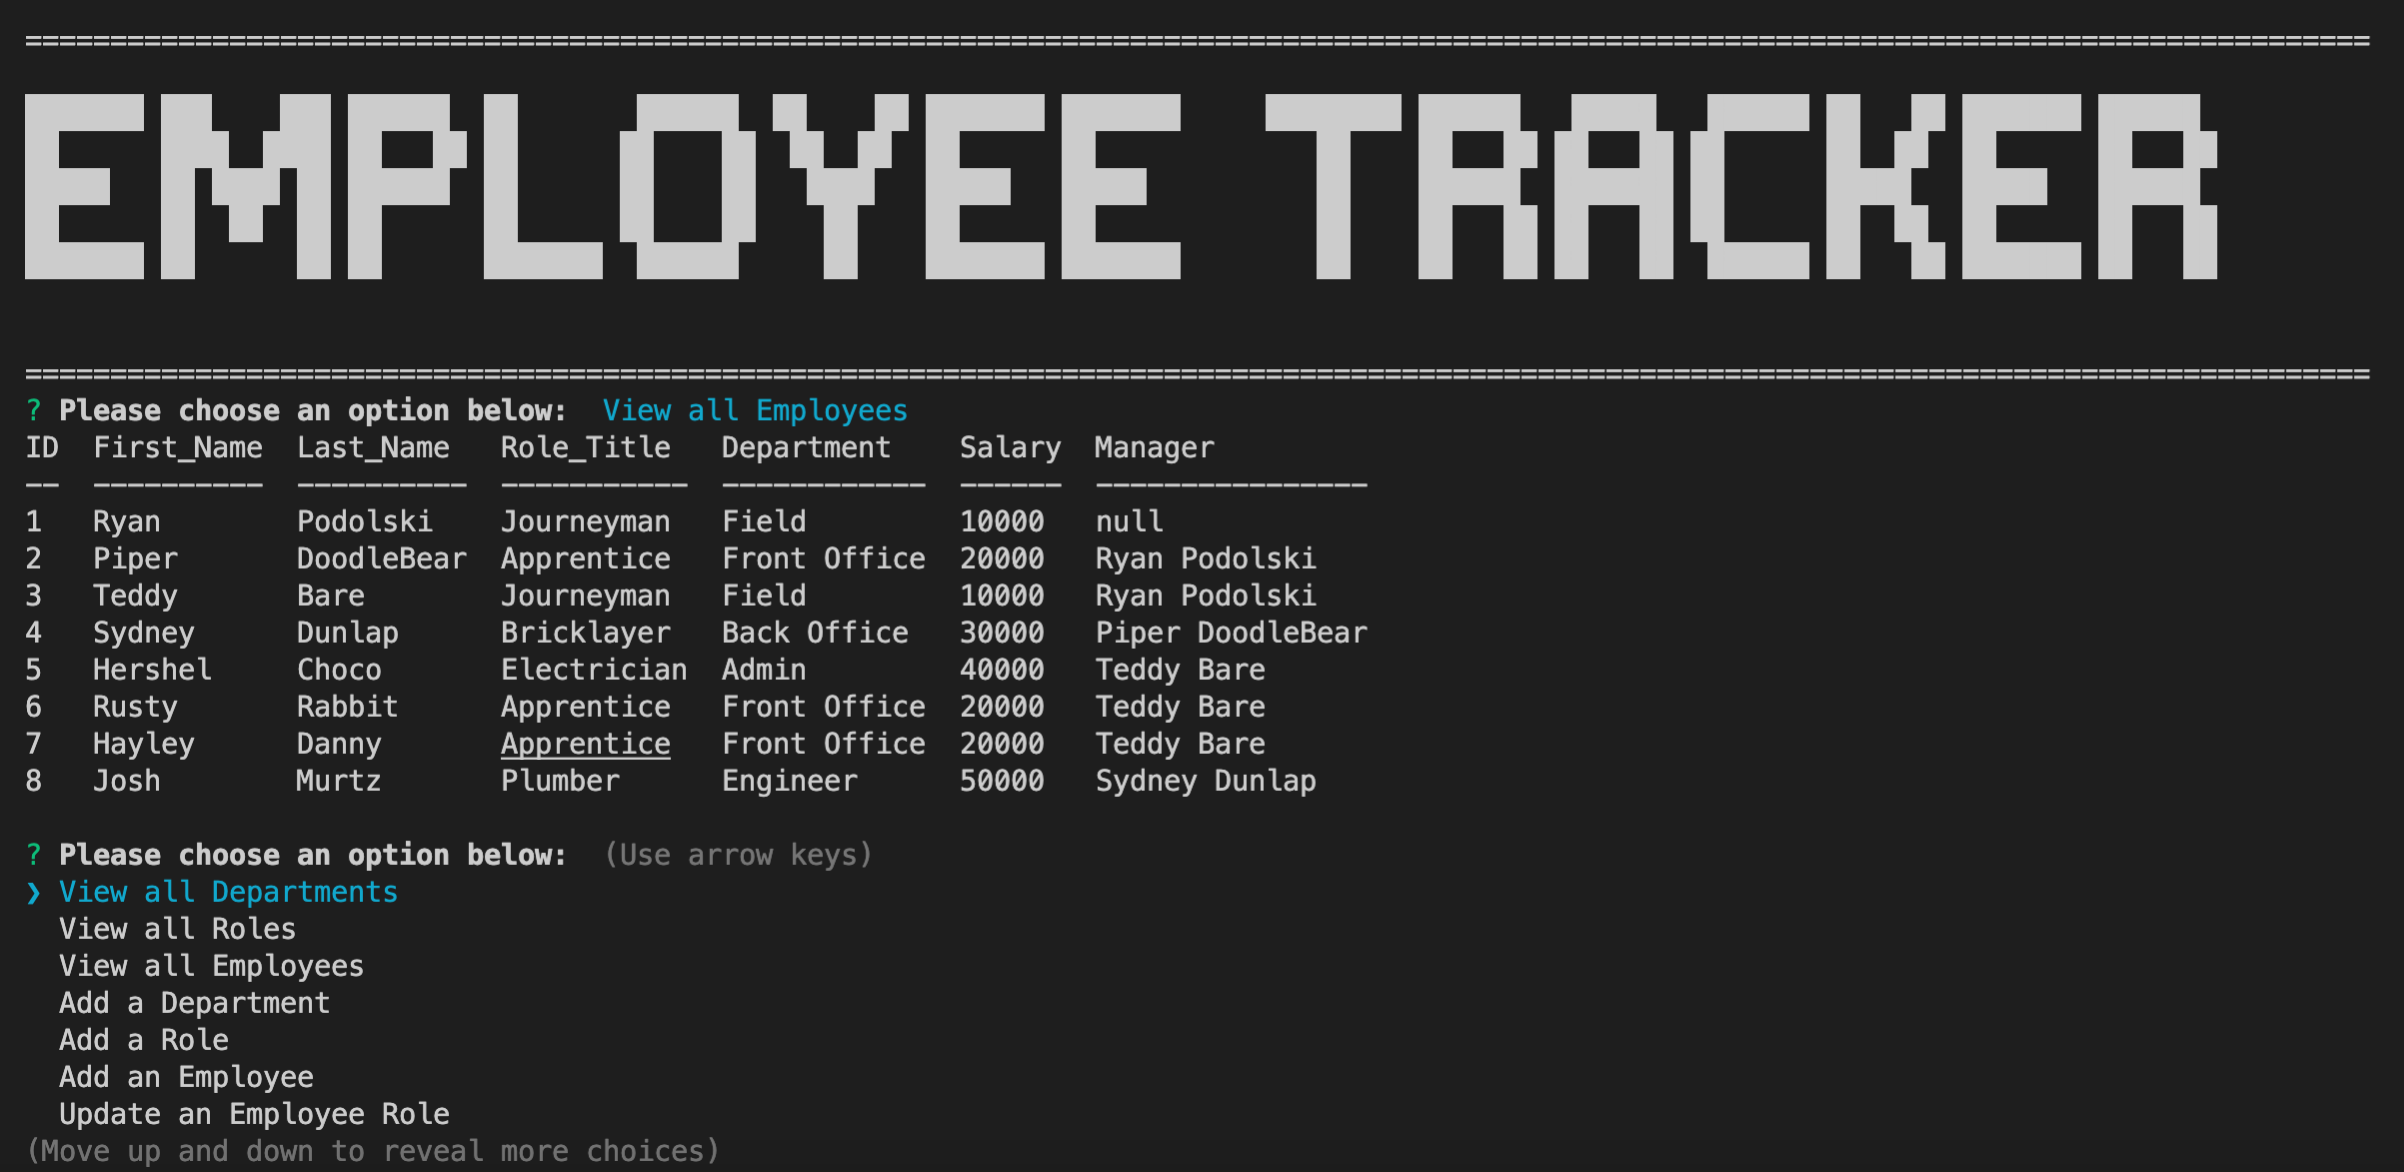 ============================================================
EMPLOYEE TRACKER
============================================================
? Please choose an option below:  View all Employees
ID  First_Name  Last_Name   Role_Title   Department    Salary  Manager
--  ----------  ----------  -----------  ------------  ------  ----------------
1   Ryan        Podolski    Journeyman   Field         10000   null
2   Piper       DoodleBear  Apprentice   Front Office  20000   Ryan Podolski
3   Teddy       Bare        Journeyman   Field         10000   Ryan Podolski
4   Sydney      Dunlap      Bricklayer   Back Office   30000   Piper DoodleBear
5   Hershel     Choco       Electrician  Admin         40000   Teddy Bare
6   Rusty       Rabbit      Apprentice   Front Office  20000   Teddy Bare
7   Hayley      Danny       Apprentice   Front Office  20000   Teddy Bare
8   Josh        Murtz       Plumber      Engineer      50000   Sydney Dunlap
? Please choose an option below:  (Use arrow keys)
❯ View all Departments
  View all Roles
  View all Employees
  Add a Department
  Add a Role
  Add an Employee
  Update an Employee Role
(Move up and down to reveal more choices)